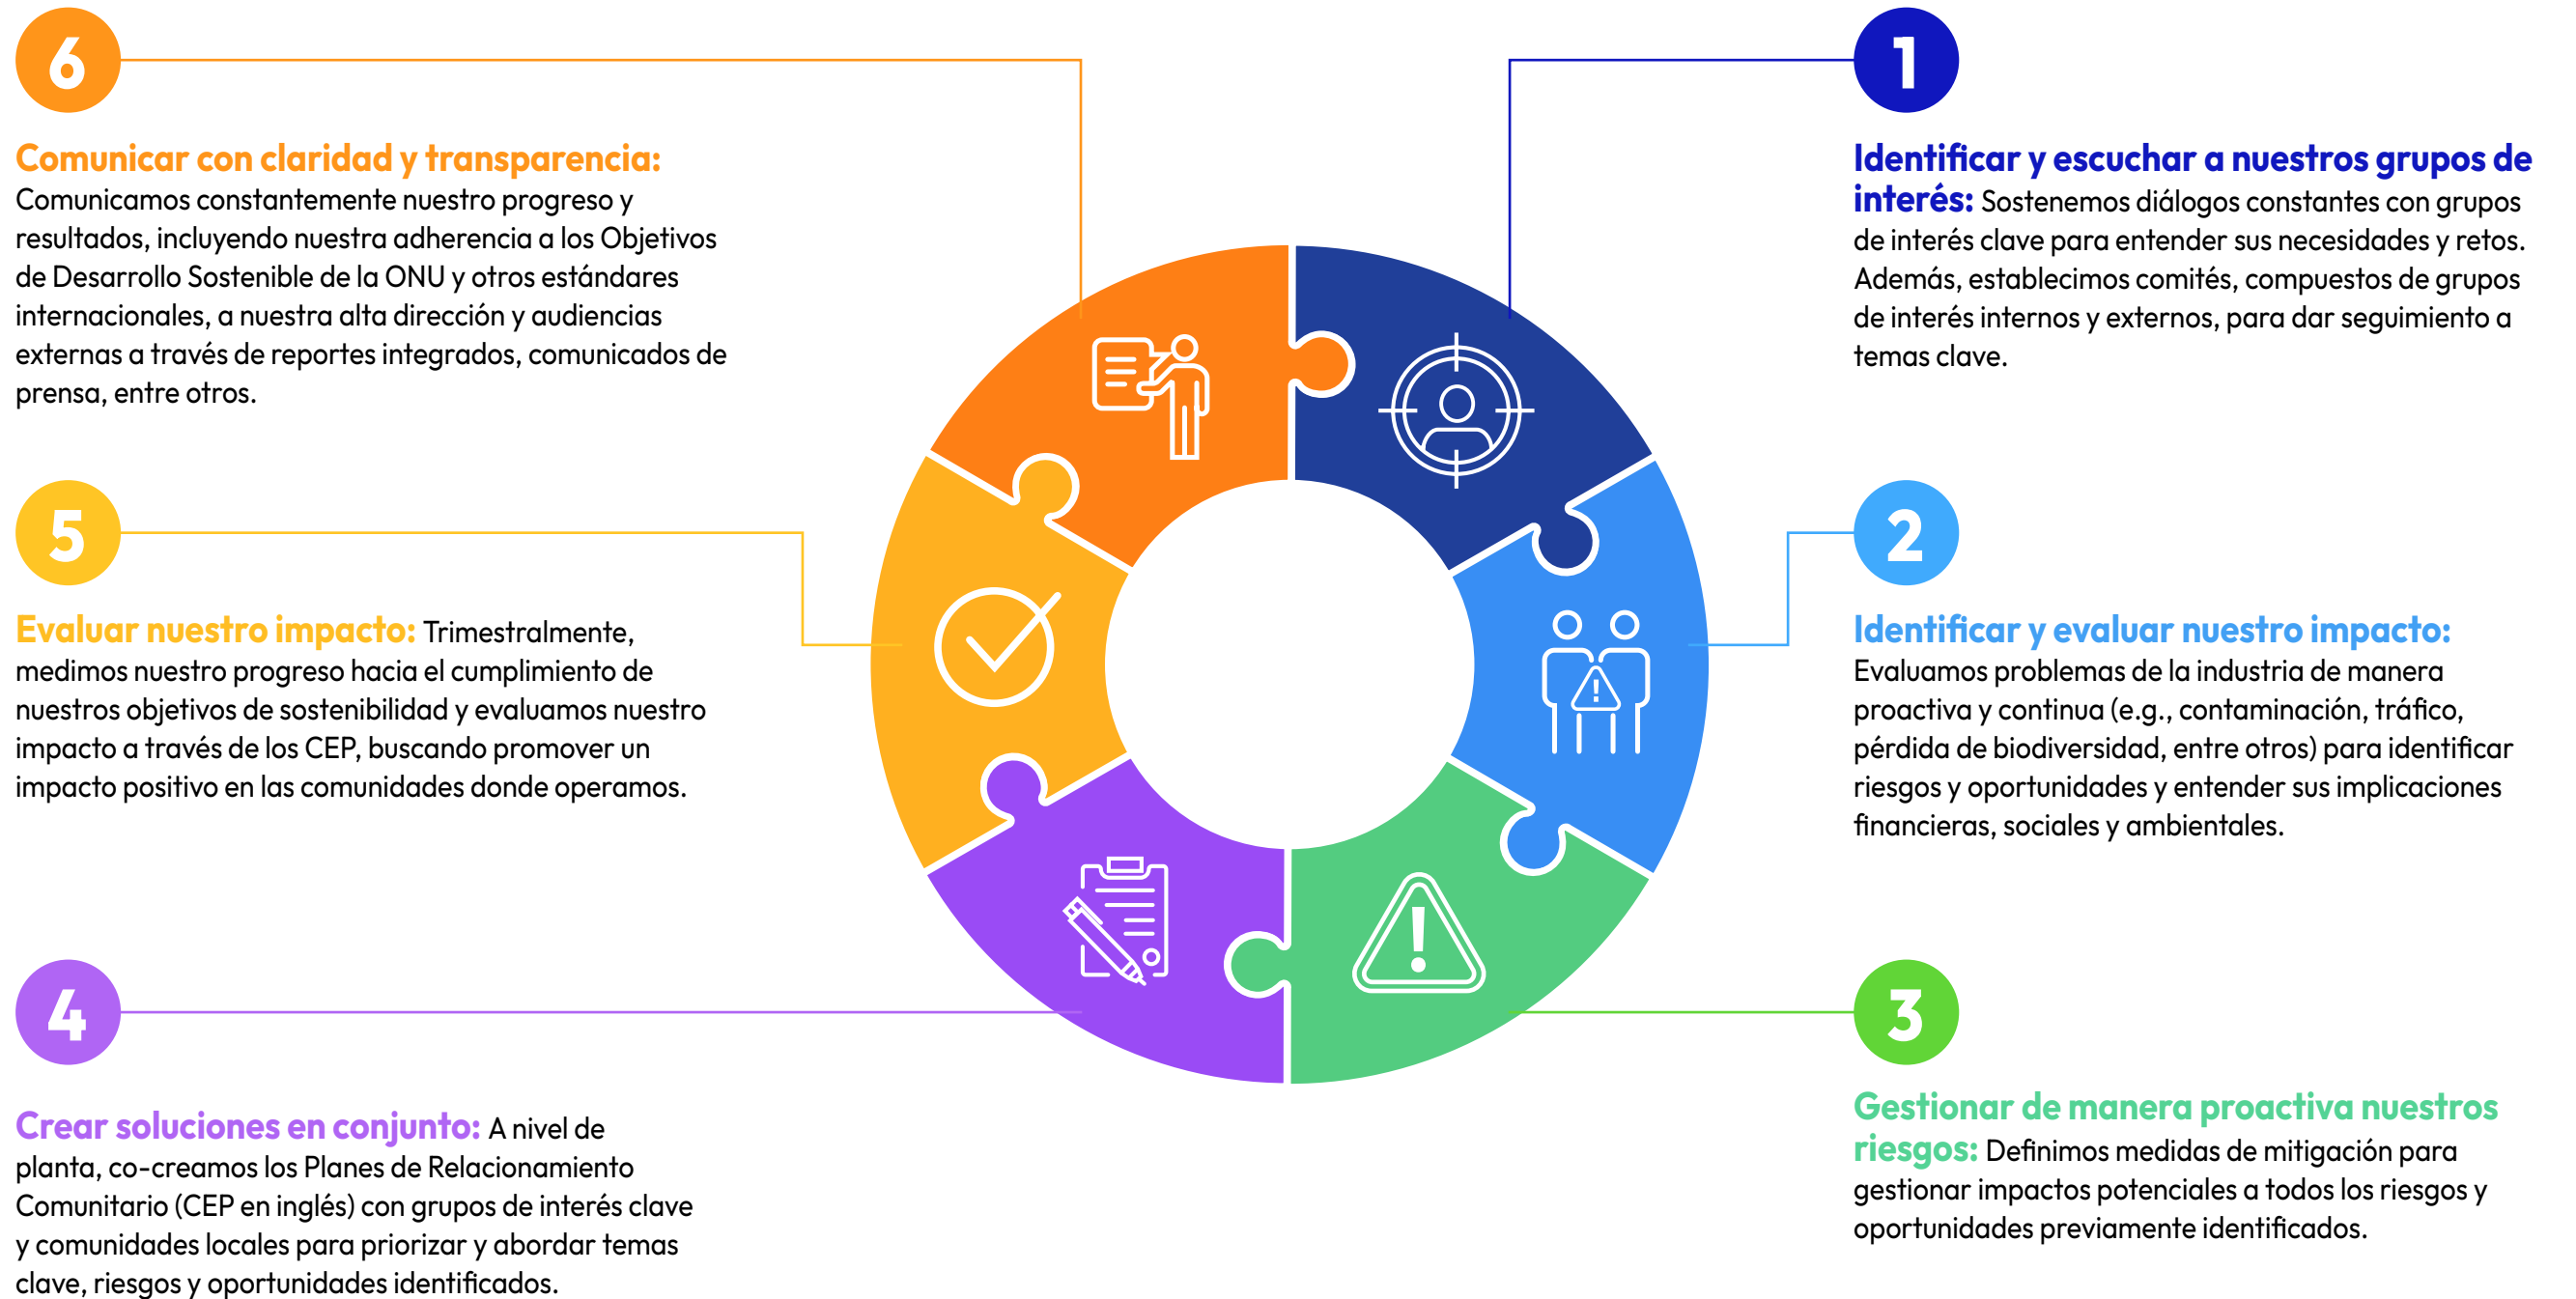 1
Identificar y escuchar a nuestros grupos de
interés: Sostenemos diálogos constantes con grupos
de interés clave para entender sus necesidades y retos.
Además, establecimos comités, compuestos de grupos
de interés internos y externos, para dar seguimiento a
temas clave.
2
Identificar y evaluar nuestro impacto:
Evaluamos problemas de la industria de manera
proactiva y continua (e.g., contaminación, tráfico,
pérdida de biodiversidad, entre otros) para identificar
riesgos y oportunidades y entender sus implicaciones
financieras, sociales y ambientales.
3
Gestionar de manera proactiva nuestros
riesgos: Definimos medidas de mitigación para
gestionar impactos potenciales a todos los riesgos y
oportunidades previamente identificados.
4
Crear soluciones en conjunto: A nivel de
planta, co-creamos los Planes de Relacionamiento
Comunitario (CEP en inglés) con grupos de interés clave
y comunidades locales para priorizar y abordar temas
clave, riesgos y oportunidades identificados.
5
Evaluar nuestro impacto: Trimestralmente,
medimos nuestro progreso hacia el cumplimiento de
nuestros objetivos de sostenibilidad y evaluamos nuestro
impacto a través de los CEP, buscando promover un
impacto positivo en las comunidades donde operamos.
6
Comunicar con claridad y transparencia:
Comunicamos constantemente nuestro progreso y
resultados, incluyendo nuestra adherencia a los Objetivos
de Desarrollo Sostenible de la ONU y otros estándares
internacionales, a nuestra alta dirección y audiencias
externas a través de reportes integrados, comunicados de
prensa, entre otros.